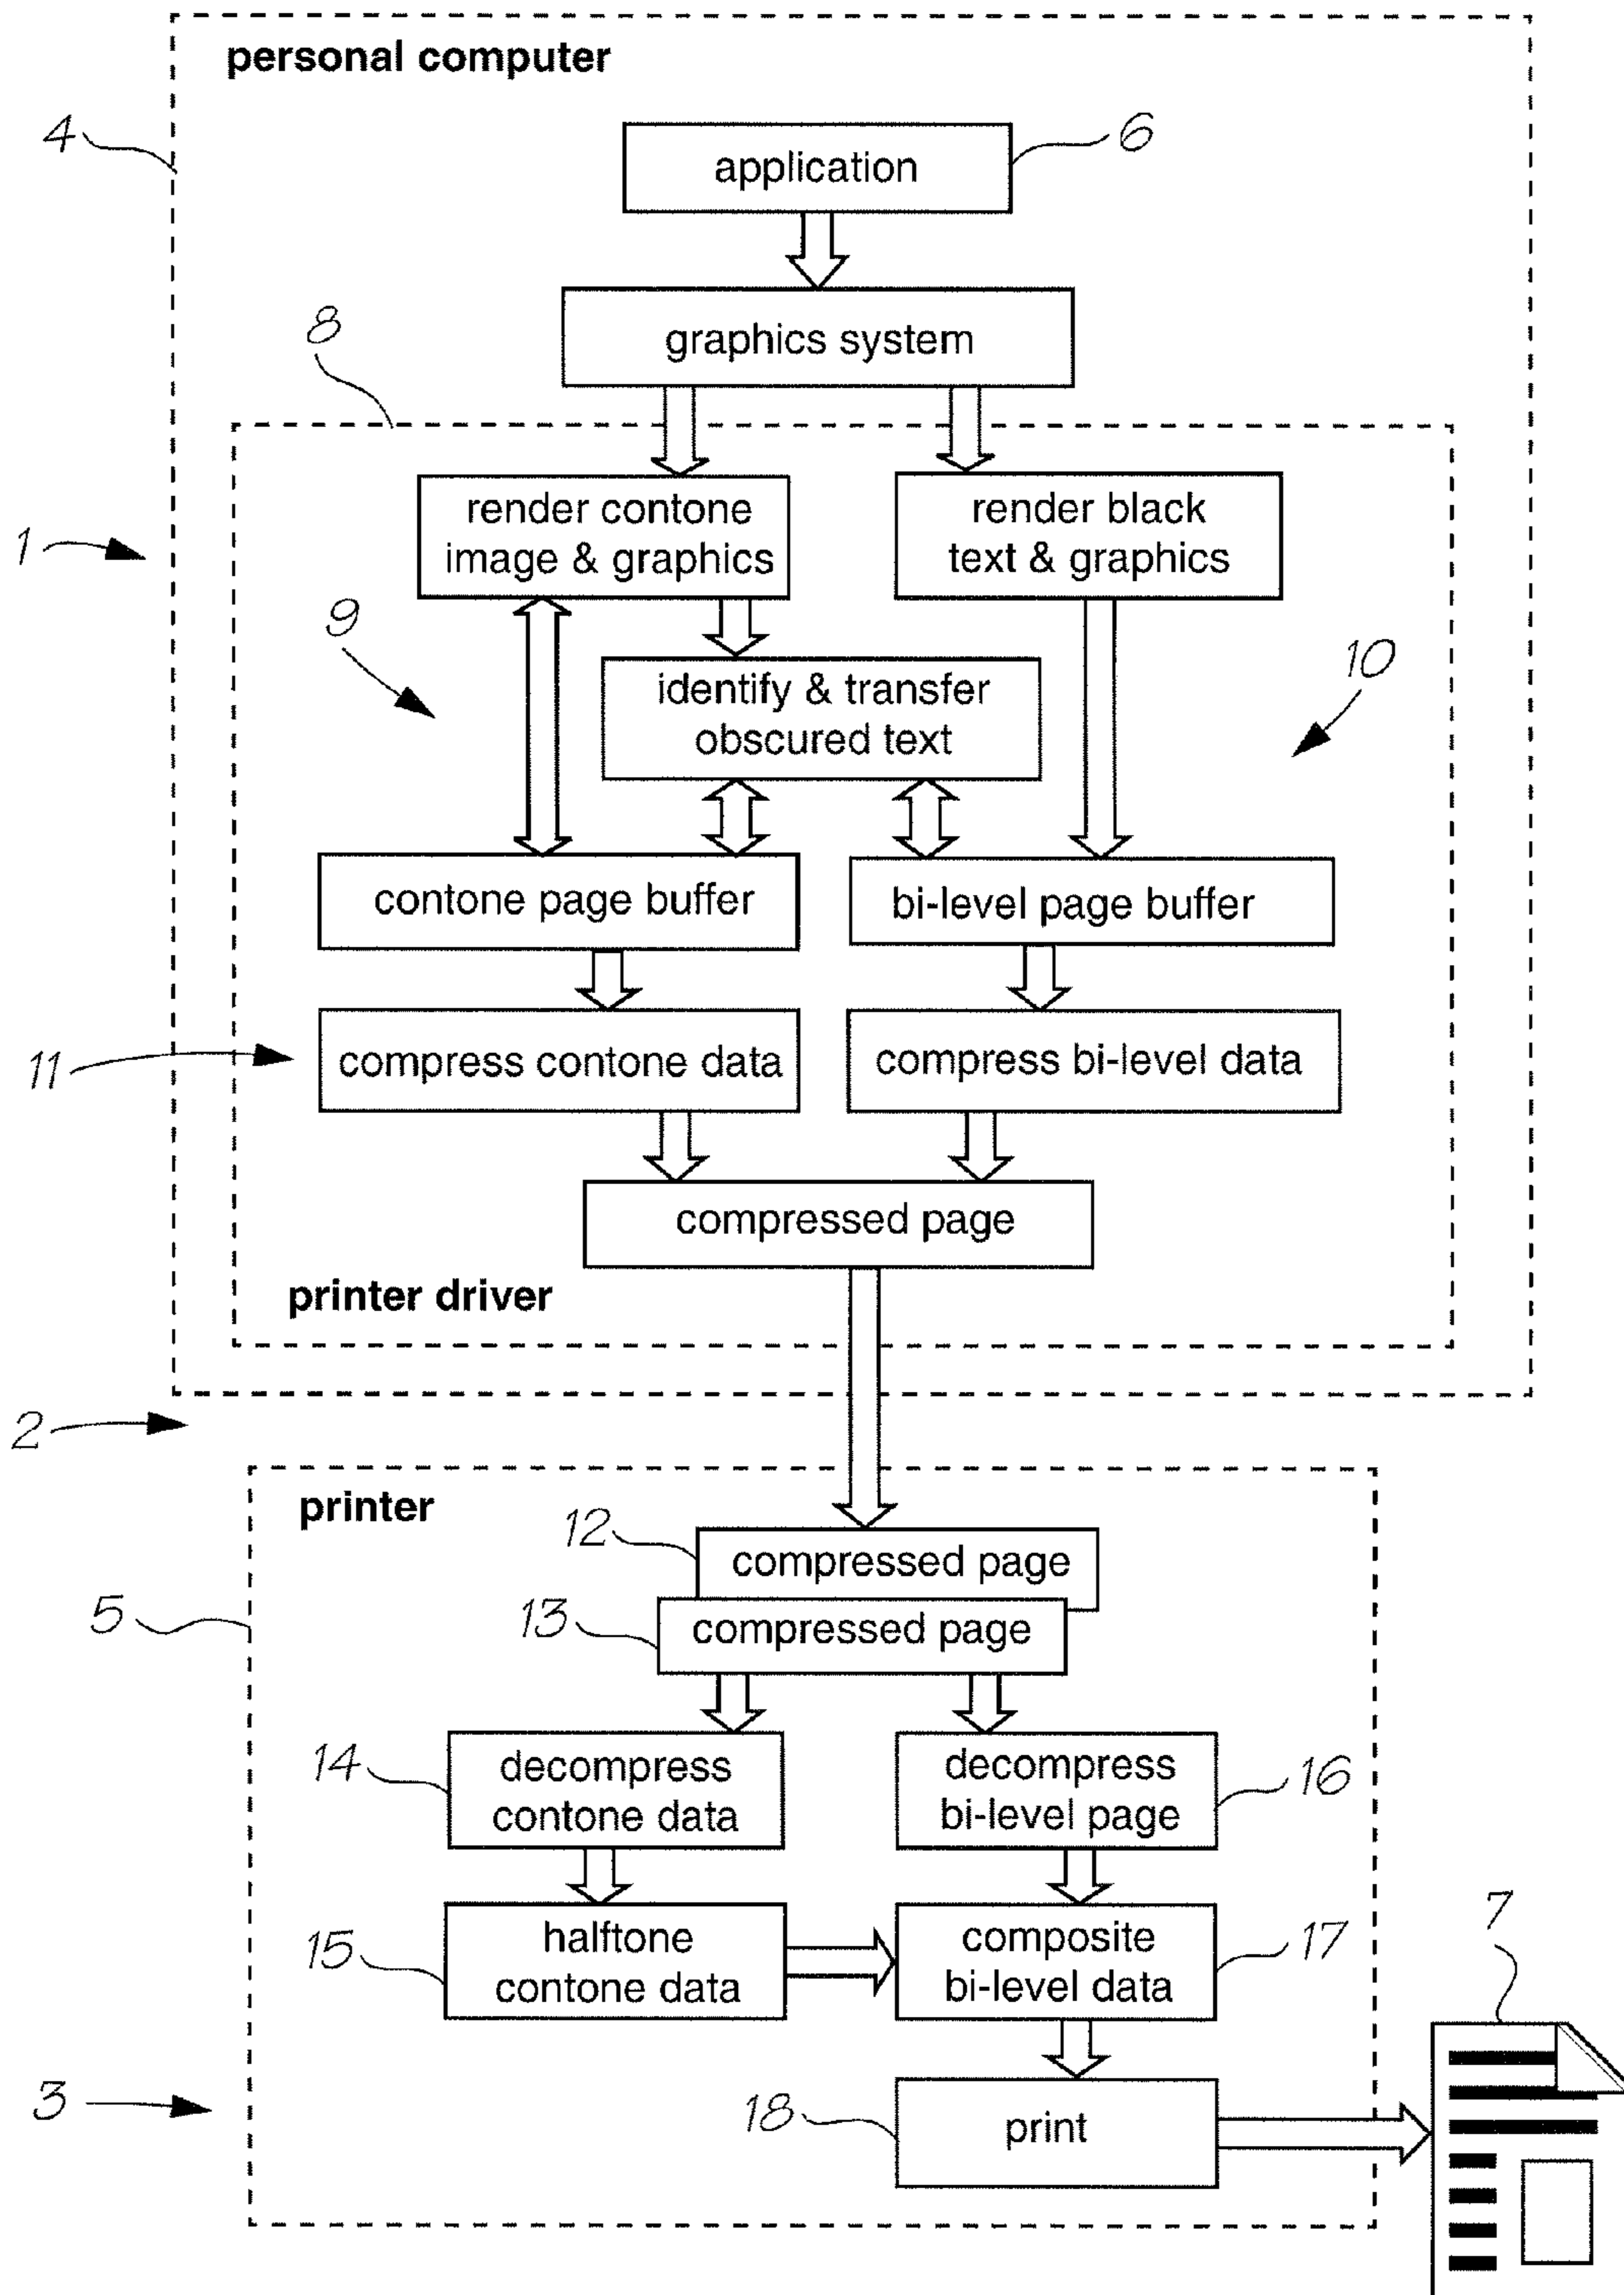 personal computer
4
application
6
graphics system
8
render contone
image & graphics
render black
text & graphics
1
9
identify & transfer
obscured text
10
contone page buffer
bi-level page buffer
11
compress contone data
compress bi-level data
compressed page
printer driver
2
printer
12
compressed page
5
13
compressed page
14
decompress
contone data
decompress
bi-level page
16
15
halftone
contone data
composite
bi-level data
17
7
3
18
print